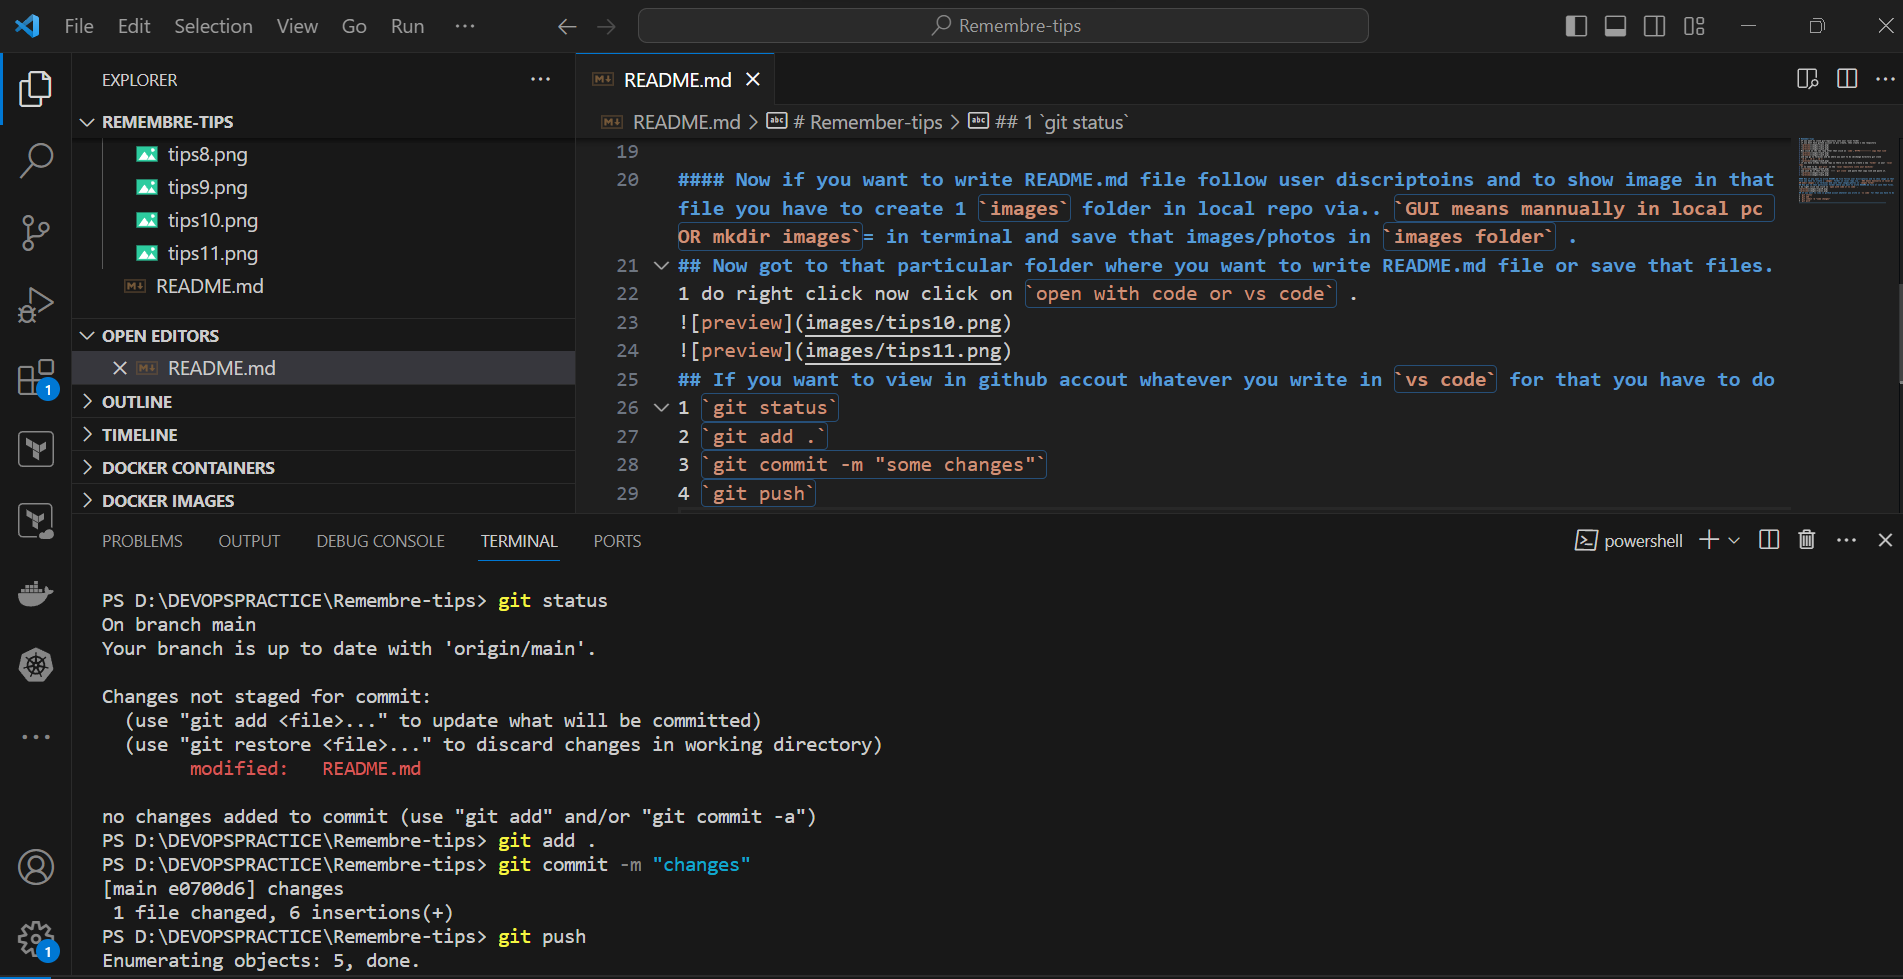 File Edit Selection View Go Run ···
Remembre-tips
EXPLORER
REMEMBRE-TIPS
tips8.png
tips9.png
tips10.png
tips11.png
README.md
OPEN EDITORS
README.md
OUTLINE
TIMELINE
DOCKER CONTAINERS
DOCKER IMAGES
1
1
README.md
README.md > # Remember-tips > ## 1 `git status`
19
20 #### Now if you want to write README.md file follow user discriptoins and to show image in that
file you have to create 1 `images` folder in local repo via.. `GUI means mannually in local pc
OR mkdir images`= in terminal and save that images/photos in `images folder` .
21 ## Now got to that particular folder where you want to write README.md file or save that files.
22 1 do right click now click on `open with code or vs code` .
23 ![preview](images/tips10.png)
24 ![preview](images/tips11.png)
25 ## If you want to view in github accout whatever you write in `vs code` for that you have to do
26 1 `git status`
27 2 `git add .`
28 3 `git commit -m "some changes"`
29 4 `git push`
PROBLEMS OUTPUT DEBUG CONSOLE TERMINAL PORTS
powershell
PS D:\DEVOPSPRACTICE\Remembre-tips> git status
On branch main
Your branch is up to date with 'origin/main'.
Changes not staged for commit:
(use "git add <file>..." to update what will be committed)
(use "git restore <file>..." to discard changes in working directory)
modified: README.md
no changes added to commit (use "git add" and/or "git commit -a")
PS D:\DEVOPSPRACTICE\Remembre-tips> git add .
PS D:\DEVOPSPRACTICE\Remembre-tips> git commit -m "changes"
[main e0700d6] changes
1 file changed, 6 insertions(+)
PS D:\DEVOPSPRACTICE\Remembre-tips> git push
Enumerating objects: 5, done.